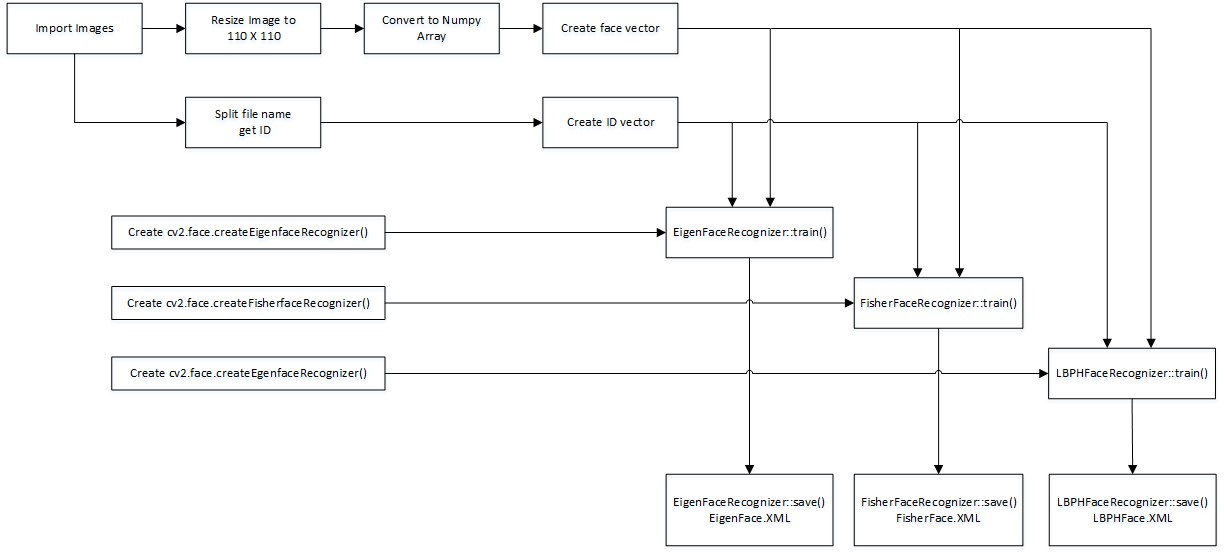 Import Images
Resize Image to
110 X 110
Convert to Numpy
Array
Create face vector
Split file name
get ID
Create ID vector
Create cv2.face.createEigenfaceRecognizer()
EigenFaceRecognizer::train()
Create cv2.face.createFisherfaceRecognizer()
FisherFaceRecognizer::train()
Create cv2.face.createEgenfaceRecognizer()
LBPHFaceRecognizer::train()
EigenFaceRecognizer::save()
EigenFace.XML
FisherFaceRecognizer::save()
FisherFace.XML
LBPHFaceRecognizer::save()
LBPHFace.XML